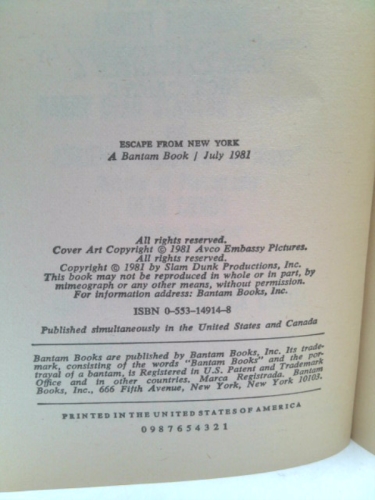 ESCAPE FROM NEW YORK
A Bantam Book / July 1981
All rights reserved.
Cover Art Copyright © 1981 Avco Embassy Pictures.
All rights reserved.
Copyright © 1981 by Slam Dunk Productions, Inc.
This book may not be reproduced in whole or in part, by
mimeograph or any other means, without permission.
For information address: Bantam Books, Inc.
ISBN 0-553-14914-8
Published simultaneously in the United States and Canada
Bantam Books are published by Bantam Books, Inc. Its trade-
mark, consisting of the words "Bantam Books" and the por-
trayal of a bantam, is Registered in U.S. Patent and Trademark
Office and in other countries. Marca Registrada. Bantam
Books, Inc., 666 Fifth Avenue, New York, New York 10103.
PRINTED IN THE UNITED STATES OF AMERICA
0 9 8 7 6 5 4 3 2 1